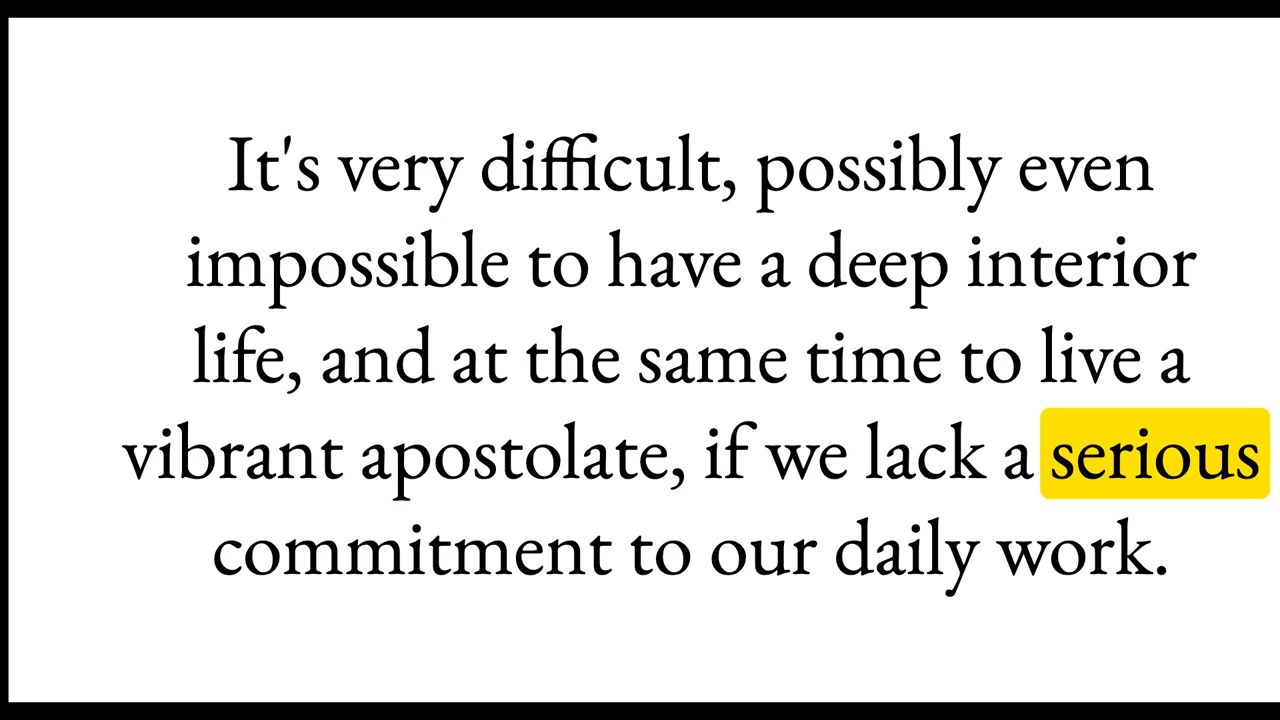 It's very difficult, possibly even
impossible to have a deep interior
life, and at the same time to live a
vibrant apostolate, if we lack a serious
commitment to our daily work.